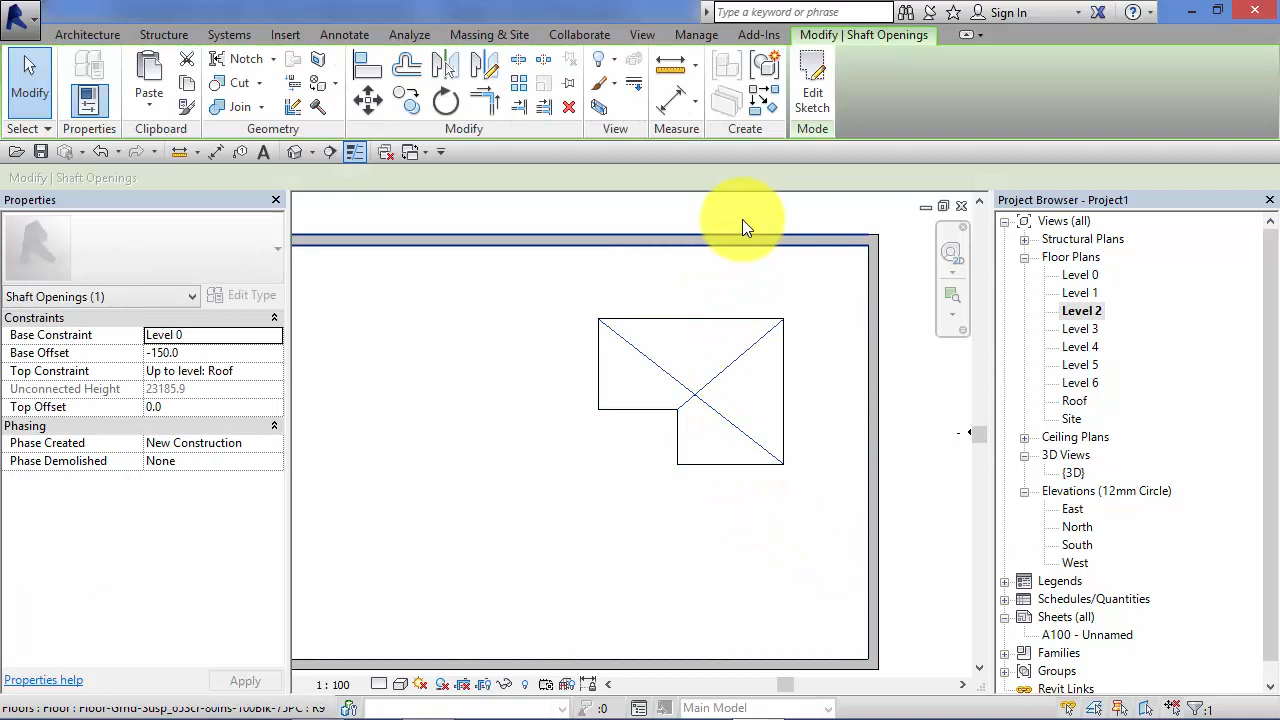 Type a keyword or phrase
Sign In
Architecture Structure Systems Insert Annotate Analyze Massing & Site Collaborate View Manage Add-Ins Modify | Shaft Openings
Modify Paste Notch Cut Join Edit Sketch
Select Properties Clipboard Geometry Modify View Measure Create Mode
Modify | Shaft Openings
Properties
Shaft Openings (1) Edit Type
Constraints
Base Constraint Level 0
Base Offset -150.0
Top Constraint Up to level: Roof
Unconnected Height 23185.9
Top Offset 0.0
Phasing
Phase Created New Construction
Phase Demolished None
Properties help Apply
2D
1 : 100
Project Browser - Project1
Views (all)
Structural Plans
Floor Plans
Level 0
Level 1
Level 2
Level 3
Level 4
Level 5
Level 6
Roof
Site
Ceiling Plans
3D Views
{3D}
Elevations (12mm Circle)
East
North
South
West
Legends
Schedules/Quantities
Sheets (all)
A100 - Unnamed
Families
Groups
Revit Links
:0 Main Model :1